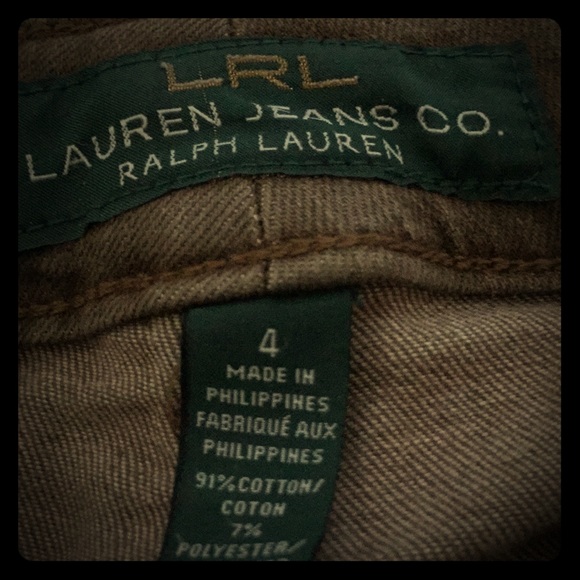 LRL
LAUREN JEANS CO.
RALPH LAUREN
4
MADE IN
PHILIPPINES
FABRIQUÉ AUX
PHILIPPINES
91% COTTON/
COTON
7%
POLYESTER/